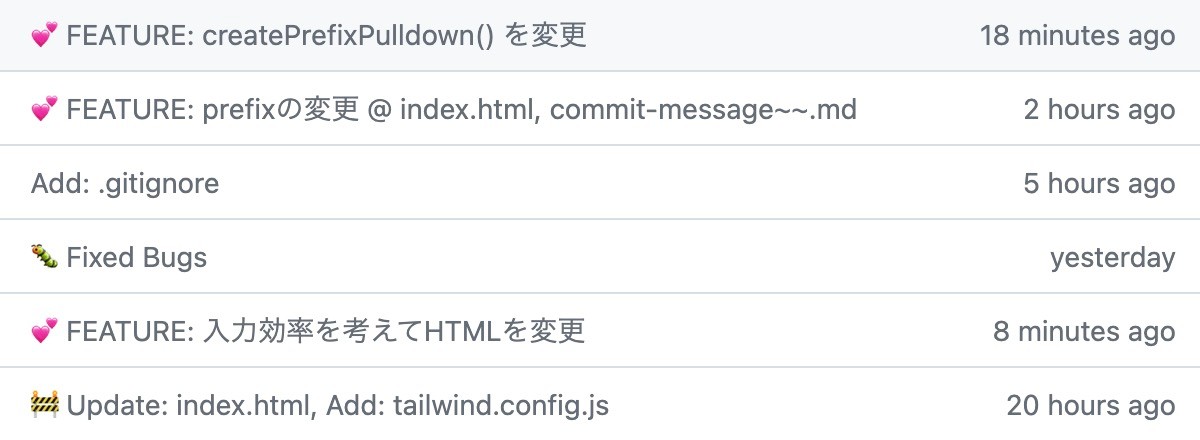 💕 FEATURE: createPrefixPulldown() を変更 18 minutes ago
💕 FEATURE: prefixの変更 @ index.html, commit-message~~.md 2 hours ago
Add: .gitignore 5 hours ago
🐛 Fixed Bugs yesterday
💕 FEATURE: 入力効率を考えてHTMLを変更 8 minutes ago
🚧 Update: index.html, Add: tailwind.config.js 20 hours ago